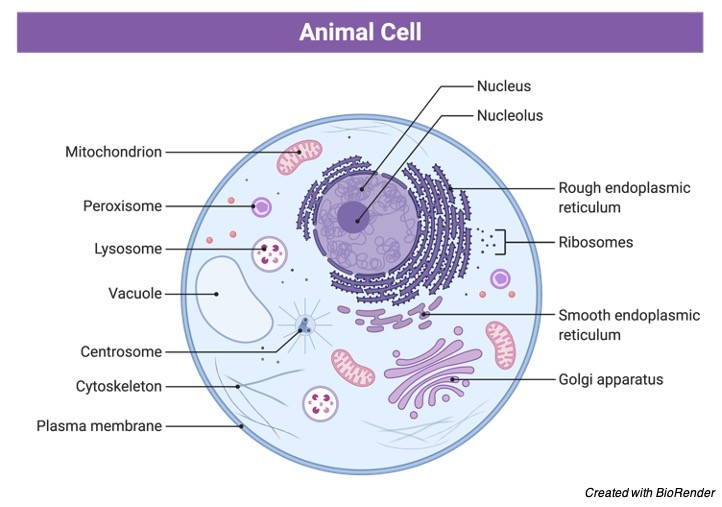 Animal Cell
Nucleus
Nucleolus
Mitochondrion
Peroxisome
Lysosome
Vacuole
Centrosome
Cytoskeleton
Plasma membrane
Rough endoplasmic
reticulum
Ribosomes
Smooth endoplasmic
reticulum
Golgi apparatus
Created with BioRender